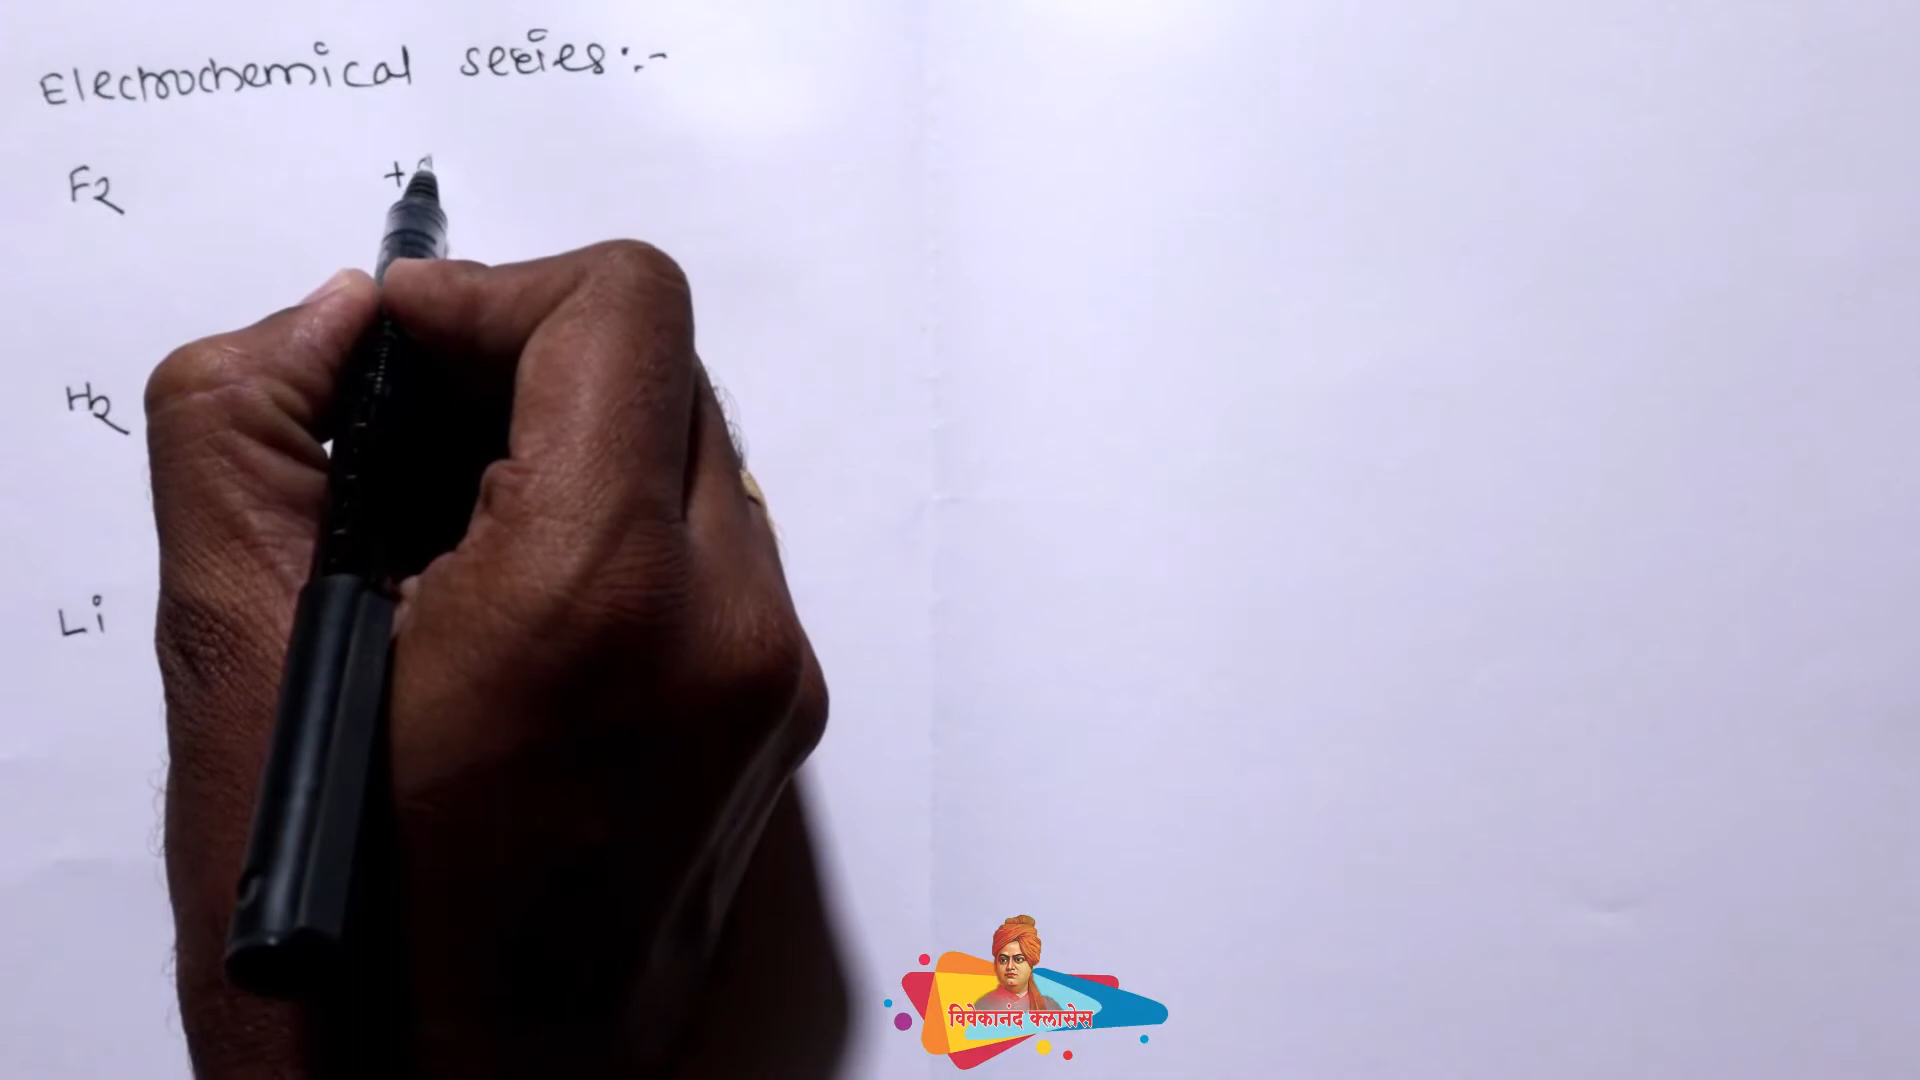 Electrochemical series:-
F2 +
H2
Li
विवेकानंद क्लासेस